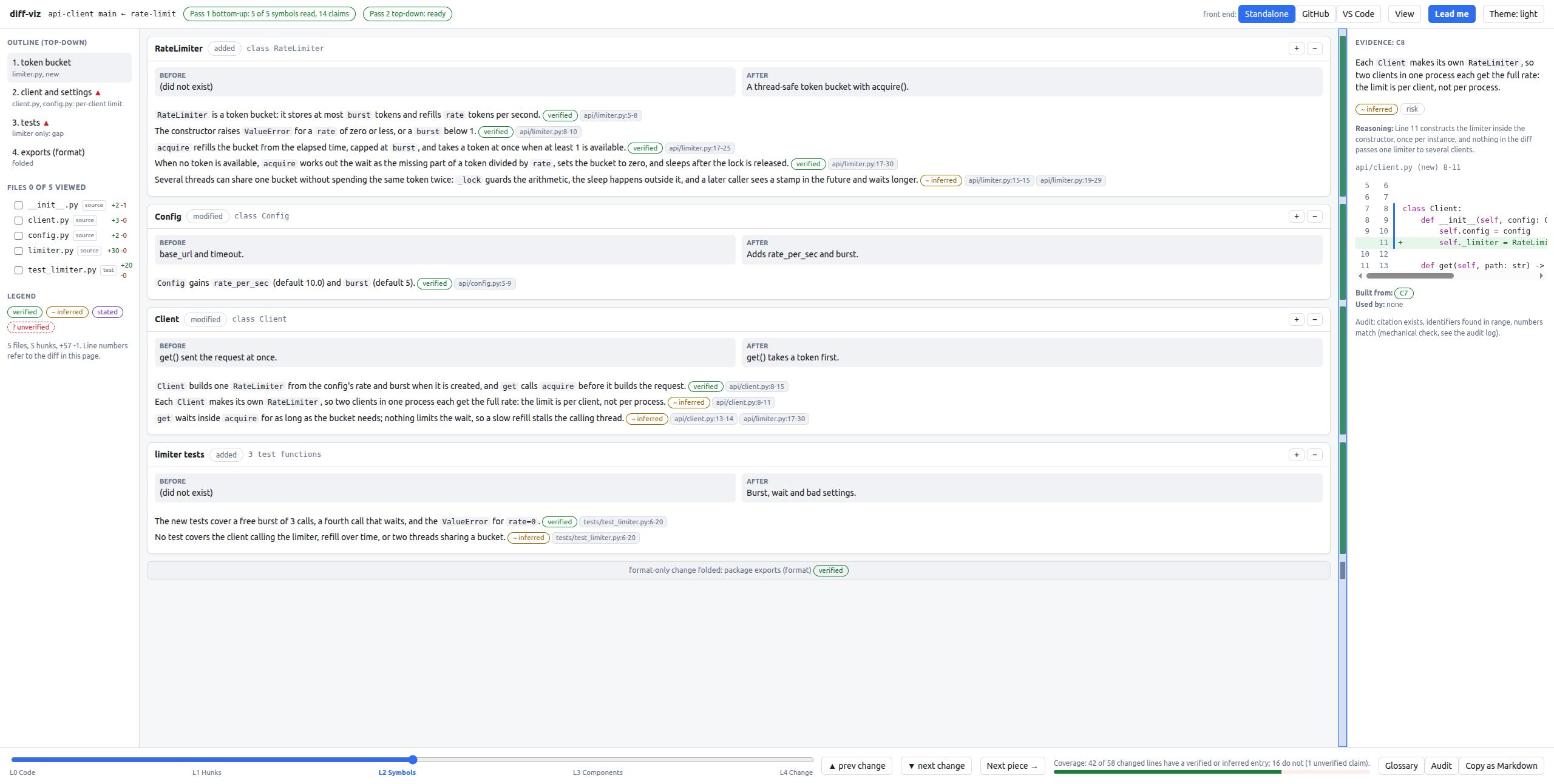 diff-viz api-client main ← rate-limit Pass 1 bottom-up: 5 of 5 symbols read, 14 claims Pass 2 top-down: ready front end: Standalone GitHub VS Code View Lead me Theme: light
OUTLINE (TOP-DOWN)
1. token bucket
limiter.py, new
2. client and settings ▲
client.py, config.py: per-client limit
3. tests ▲
limiter only: gap
4. exports (format)
folded
FILES 0 OF 5 VIEWED
__init__.py source +2 -1
client.py source +3 -0
config.py source +2 -0
limiter.py source +30 -0
test_limiter.py test +20 -0
LEGEND
verified ~ inferred stated
? unverified
5 files, 5 hunks, +57 -1. Line numbers
refer to the diff in this page.
RateLimiter added class RateLimiter + −
BEFORE
(did not exist)
AFTER
A thread-safe token bucket with acquire().
RateLimiter is a token bucket: it stores at most burst tokens and refills rate tokens per second. verified api/limiter.py:5-8
The constructor raises ValueError for a rate of zero or less, or a burst below 1. verified api/limiter.py:8-10
acquire refills the bucket from the elapsed time, capped at burst, and takes a token at once when at least 1 is available. verified api/limiter.py:17-25
When no token is available, acquire works out the wait as the missing part of a token divided by rate, sets the bucket to zero, and sleeps after the lock is released. verified api/limiter.py:17-30
Several threads can share one bucket without spending the same token twice: _lock guards the arithmetic, the sleep happens outside it, and a later caller sees a stamp in the future and waits longer. ~ inferred api/limiter.py:15-15 api/limiter.py:19-29
Config modified class Config + −
BEFORE
base_url and timeout.
AFTER
Adds rate_per_sec and burst.
Config gains rate_per_sec (default 10.0) and burst (default 5). verified api/config.py:5-9
Client modified class Client + −
BEFORE
get() sent the request at once.
AFTER
get() takes a token first.
Client builds one RateLimiter from the config's rate and burst when it is created, and get calls acquire before it builds the request. verified api/client.py:8-15
Each Client makes its own RateLimiter, so two clients in one process each get the full rate: the limit is per client, not per process. ~ inferred api/client.py:8-11
get waits inside acquire for as long as the bucket needs; nothing limits the wait, so a slow refill stalls the calling thread. ~ inferred api/client.py:13-14 api/limiter.py:17-30
limiter tests added 3 test functions + −
BEFORE
(did not exist)
AFTER
Burst, wait and bad settings.
The new tests cover a free burst of 3 calls, a fourth call that waits, and the ValueError for rate=0. verified tests/test_limiter.py:6-20
No test covers the client calling the limiter, refill over time, or two threads sharing a bucket. ~ inferred tests/test_limiter.py:6-20
format-only change folded: package exports (format) verified
EVIDENCE: C8
Each Client makes its own RateLimiter, so
two clients in one process each get the full rate:
the limit is per client, not per process.
~ inferred risk
Reasoning: Line 11 constructs the limiter inside the
constructor, once per instance, and nothing in the diff
passes one limiter to several clients.
api/client.py (new) 8-11
5 6
6 7
7 8 class Client:
8 9 def __init__(self, config: C
9 10 self.config = config
11 + self._limiter = RateLimi
10 12
11 13 def get(self, path: str) ->
Built from: C7
Used by: none
Audit: citation exists, identifiers found in range, numbers
match (mechanical check, see the audit log).
L0 Code L1 Hunks L2 Symbols L3 Components L4 Change
▲ prev change ▼ next change Next piece → Coverage: 42 of 58 changed lines have a verified or inferred entry; 16 do not (1 unverified claim). Glossary Audit Copy as Markdown